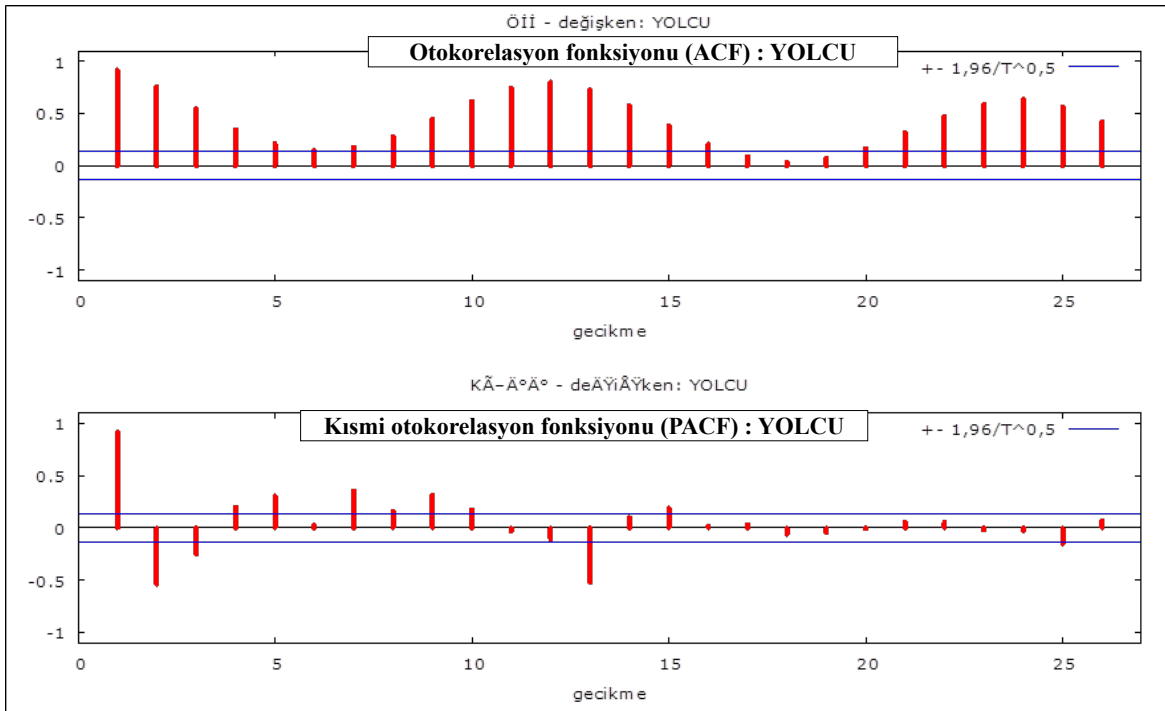 Öİİ - değişken: YOLCU
Otokorelasyon fonksiyonu (ACF) : YOLCU
+- 1,96/T^0,5
1
0.5
0
-0.5
-1
0 5 10 15 20 25
gecikme
KÃ–Ä°Ä° - deÄŸiÅŸken: YOLCU
Kısmi otokorelasyon fonksiyonu (PACF) : YOLCU
+- 1,96/T^0,5
1
0.5
0
-0.5
-1
0 5 10 15 20 25
gecikme